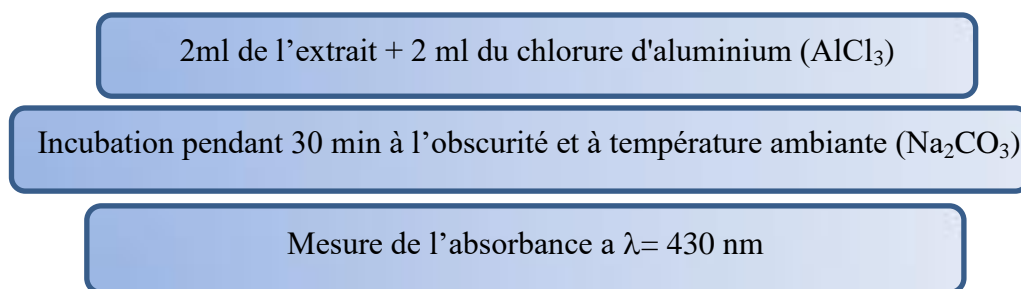 2ml de l’extrait + 2 ml du chlorure d'aluminium (AlCl₃)
Incubation pendant 30 min à l’obscurité et à température ambiante (Na₂CO₃)
Mesure de l’absorbance a λ= 430 nm